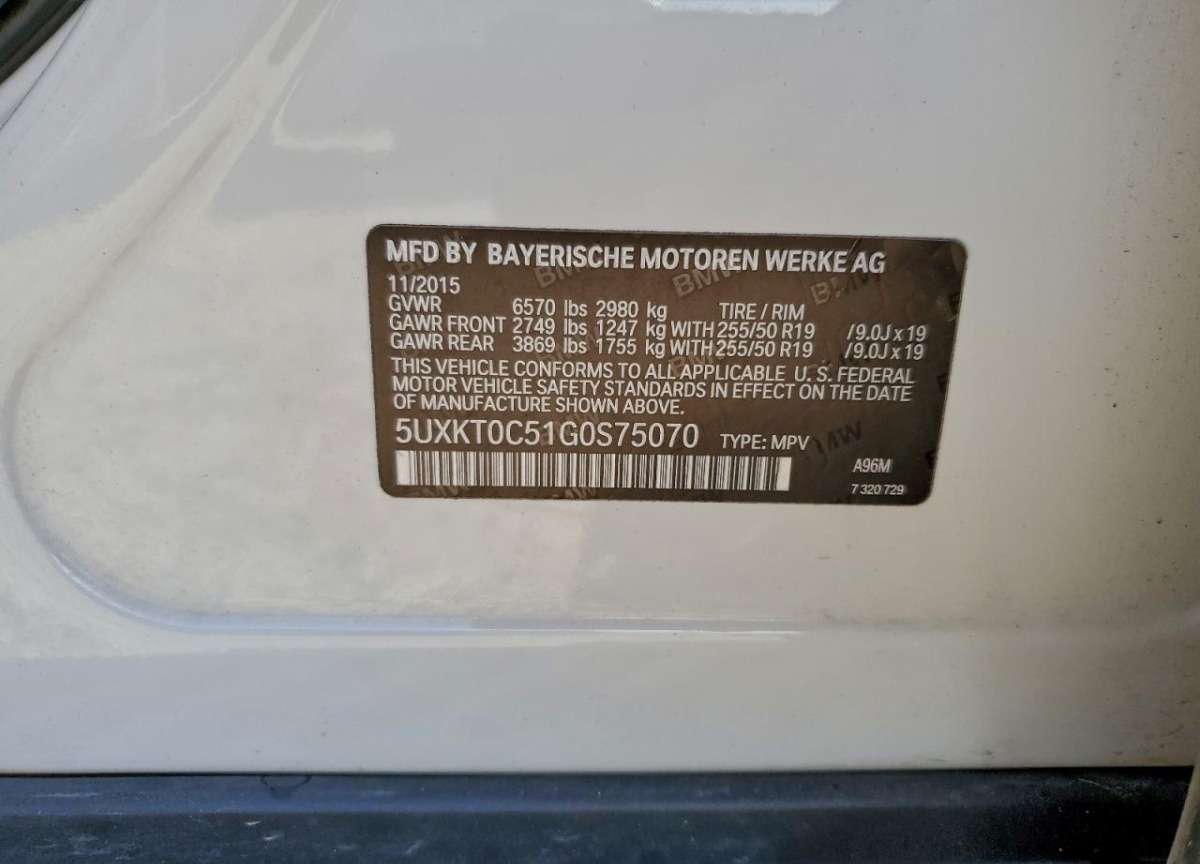 MFD BY BAYERISCHE MOTOREN WERKE AG
11/2015
GVWR 6570 lbs 2980 kg TIRE / RIM
GAWR FRONT 2749 lbs 1247 kg WITH 255/50 R19 /9.0J x 19
GAWR REAR 3869 lbs 1755 kg WITH 255/50 R19 /9.0J x 19
THIS VEHICLE CONFORMS TO ALL APPLICABLE U. S. FEDERAL
MOTOR VEHICLE SAFETY STANDARDS IN EFFECT ON THE DATE
OF MANUFACTURE SHOWN ABOVE.
5UXKT0C51G0S75070 TYPE: MPV
A96M
7 320 729